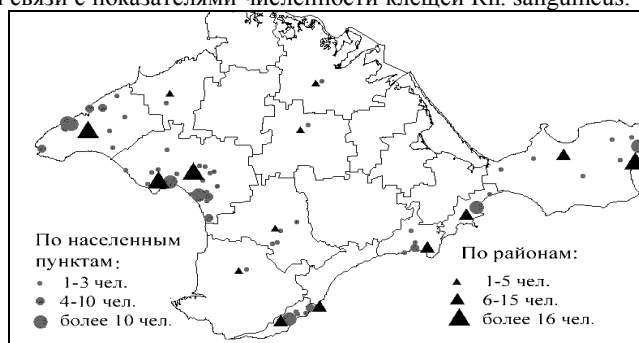 связи с показателями численности клещей Rh. sanguineus.
По населенным
пунктам:
1-3 чел.
4-10 чел.
более 10 чел.
По районам:
1-5 чел.
6-15 чел.
более 16 чел.